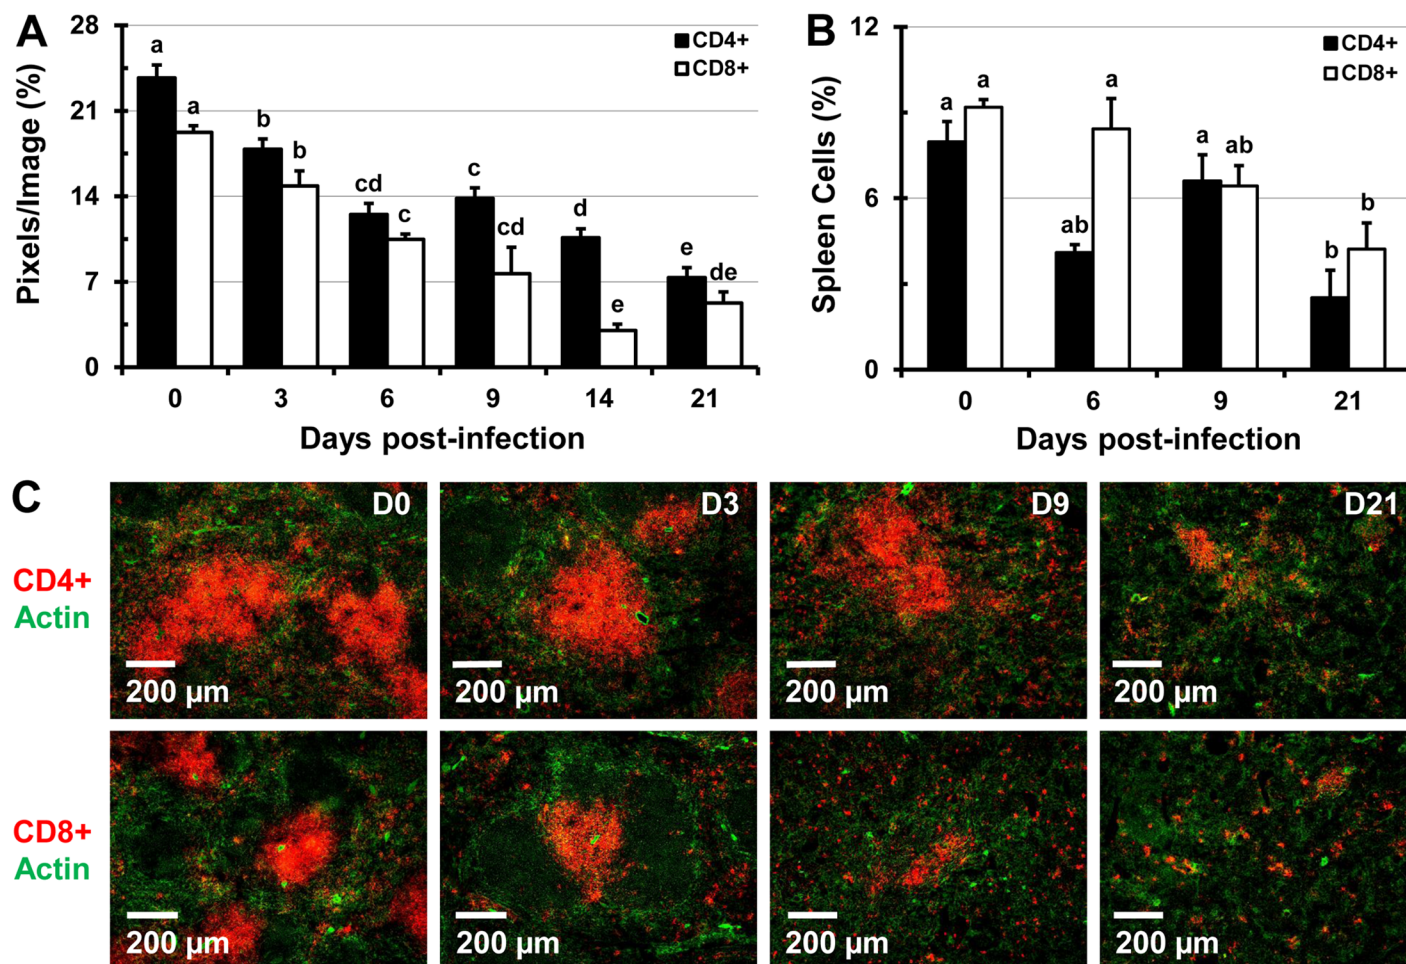 A
Pixels/Image (%)
28
21
14
7
0
CD4+
CD8+
a
a
b
b
cd
c
c
cd
d
e
e
de
0 3 6 9 14 21
Days post-infection
B
Spleen Cells (%)
12
6
0
CD4+
CD8+
a
a
ab
a
a
ab
b
b
0 6 9 21
Days post-infection
C
CD4+
Actin
D0 D3 D9 D21
200 µm 200 µm 200 µm 200 µm
CD8+
Actin
200 µm 200 µm 200 µm 200 µm